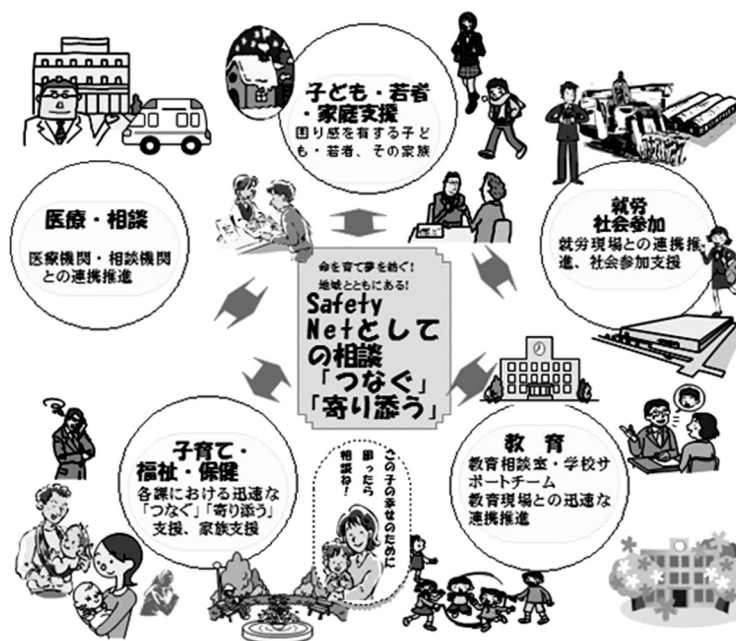 子ども・若者
・家庭支援
困り感を有する子ど
も・若者、その家族
医療・相談
医療機関・相談機関
との連携推進
就労
社会参加
就労現場との連携推
進、社会参加支援
命を育て夢を紡ぐ!
地域とともにある!
Safety
Netとして
の相談
「つなぐ」
「寄り添う」
子育て・
福祉・保健
各課における迅速な
「つなぐ」「寄り添う」
支援、家族支援
この子の幸せのために
困ったら
相談ね!
教 育
教育相談室・学校サ
ポートチーム
教育現場との迅速な
連携推進